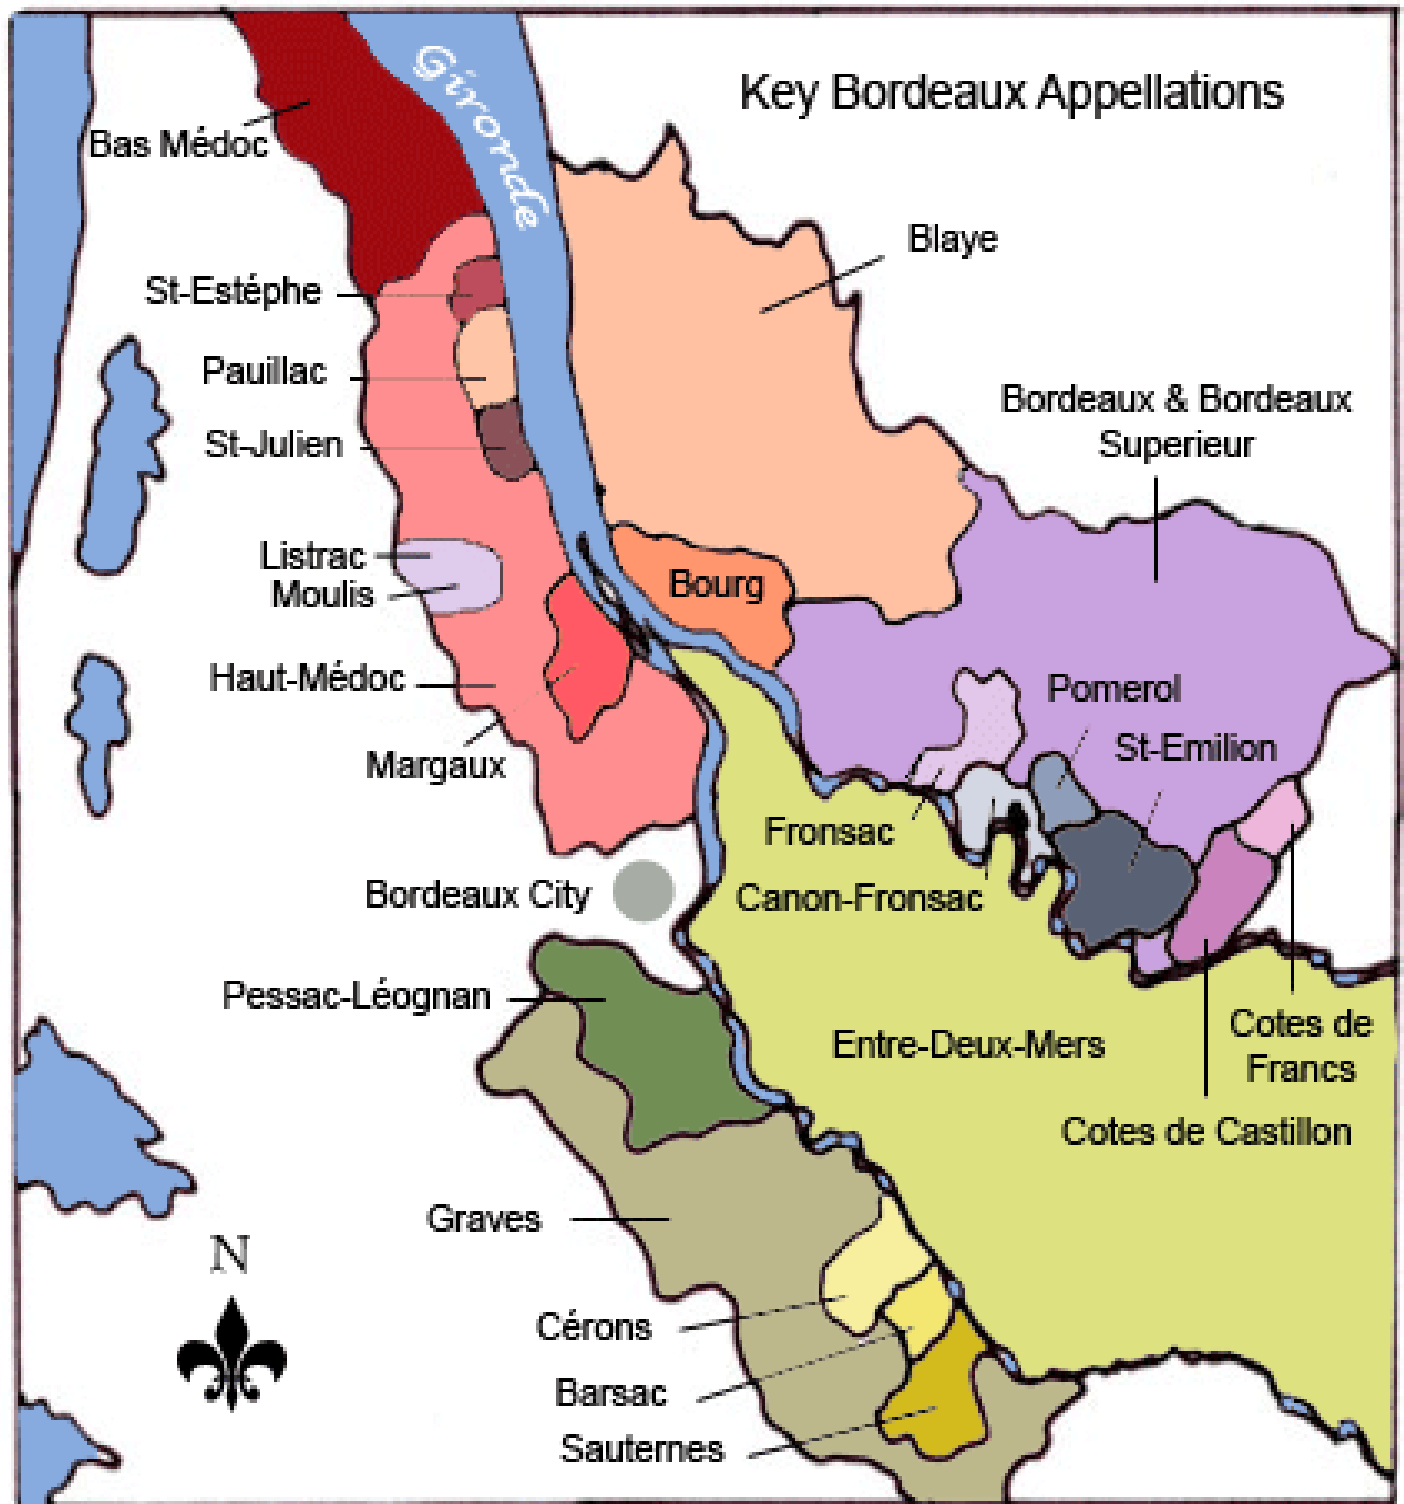 Key Bordeaux Appellations
Gironde
Bas Médoc
Blaye
St-Estéphe
Pauillac
Bordeaux & Bordeaux
Superieur
St-Julien
Listrac
Moulis
Bourg
Haut-Médoc
Pomerol
St-Emilion
Margaux
Fronsac
Bordeaux City
Canon-Fronsac
Pessac-Léognan
Entre-Deux-Mers
Cotes de
Francs
Cotes de Castillon
Graves
N
Cérons
Barsac
Sauternes